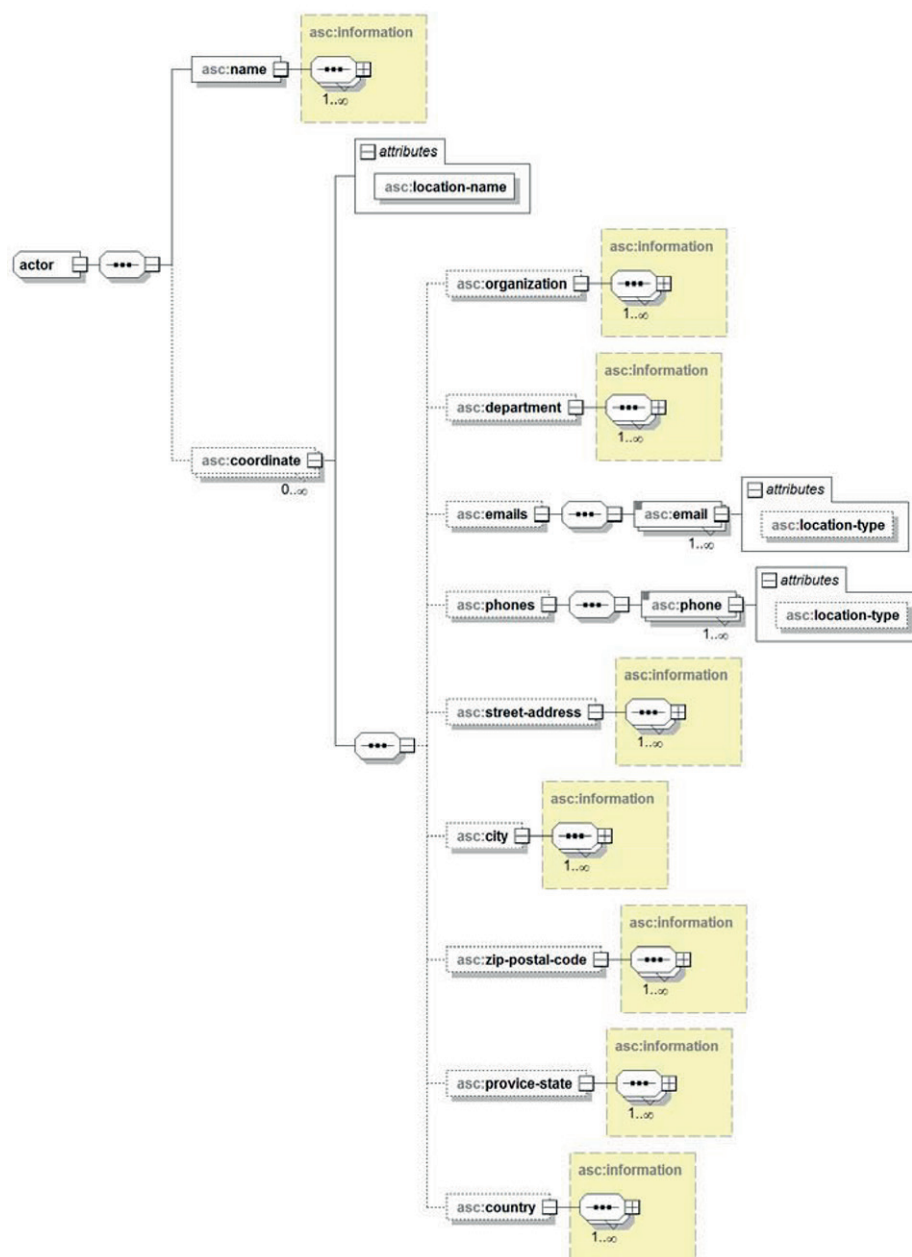 asc:information
asc:name
1..∞
attributes
asc:location-name
actor
asc:information
asc:organization
1..∞
asc:information
asc:department
1..∞
asc:coordinate
0..∞
attributes
asc:emails
asc:email
asc:location-type
1..∞
attributes
asc:phones
asc:phone
asc:location-type
1..∞
asc:information
asc:street-address
1..∞
asc:information
asc:city
1..∞
asc:information
asc:zip-postal-code
1..∞
asc:information
asc:provice-state
1..∞
asc:information
asc:country
1..∞